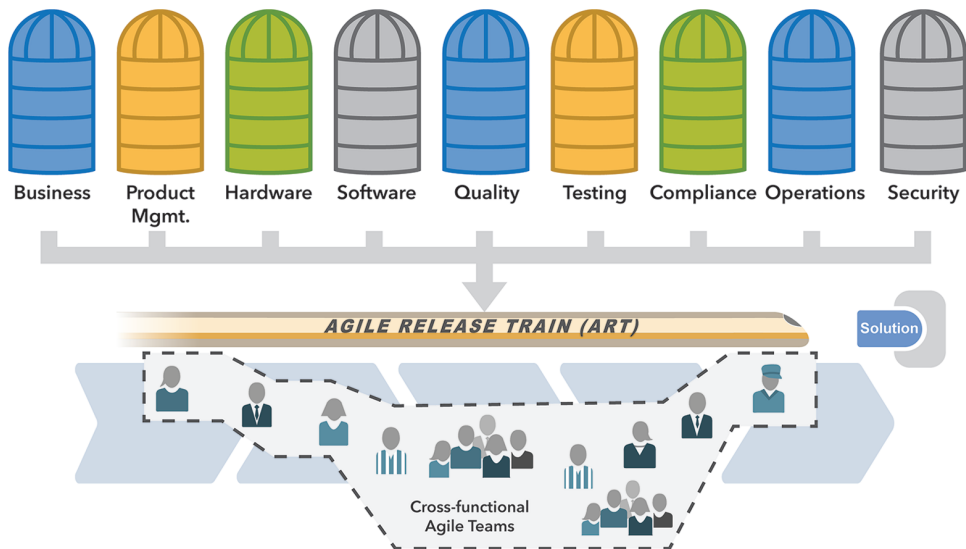 Business
Product
Mgmt.
Hardware
Software
Quality
Testing
Compliance
Operations
Security
AGILE RELEASE TRAIN (ART)
Solution
Cross-functional
Agile Teams